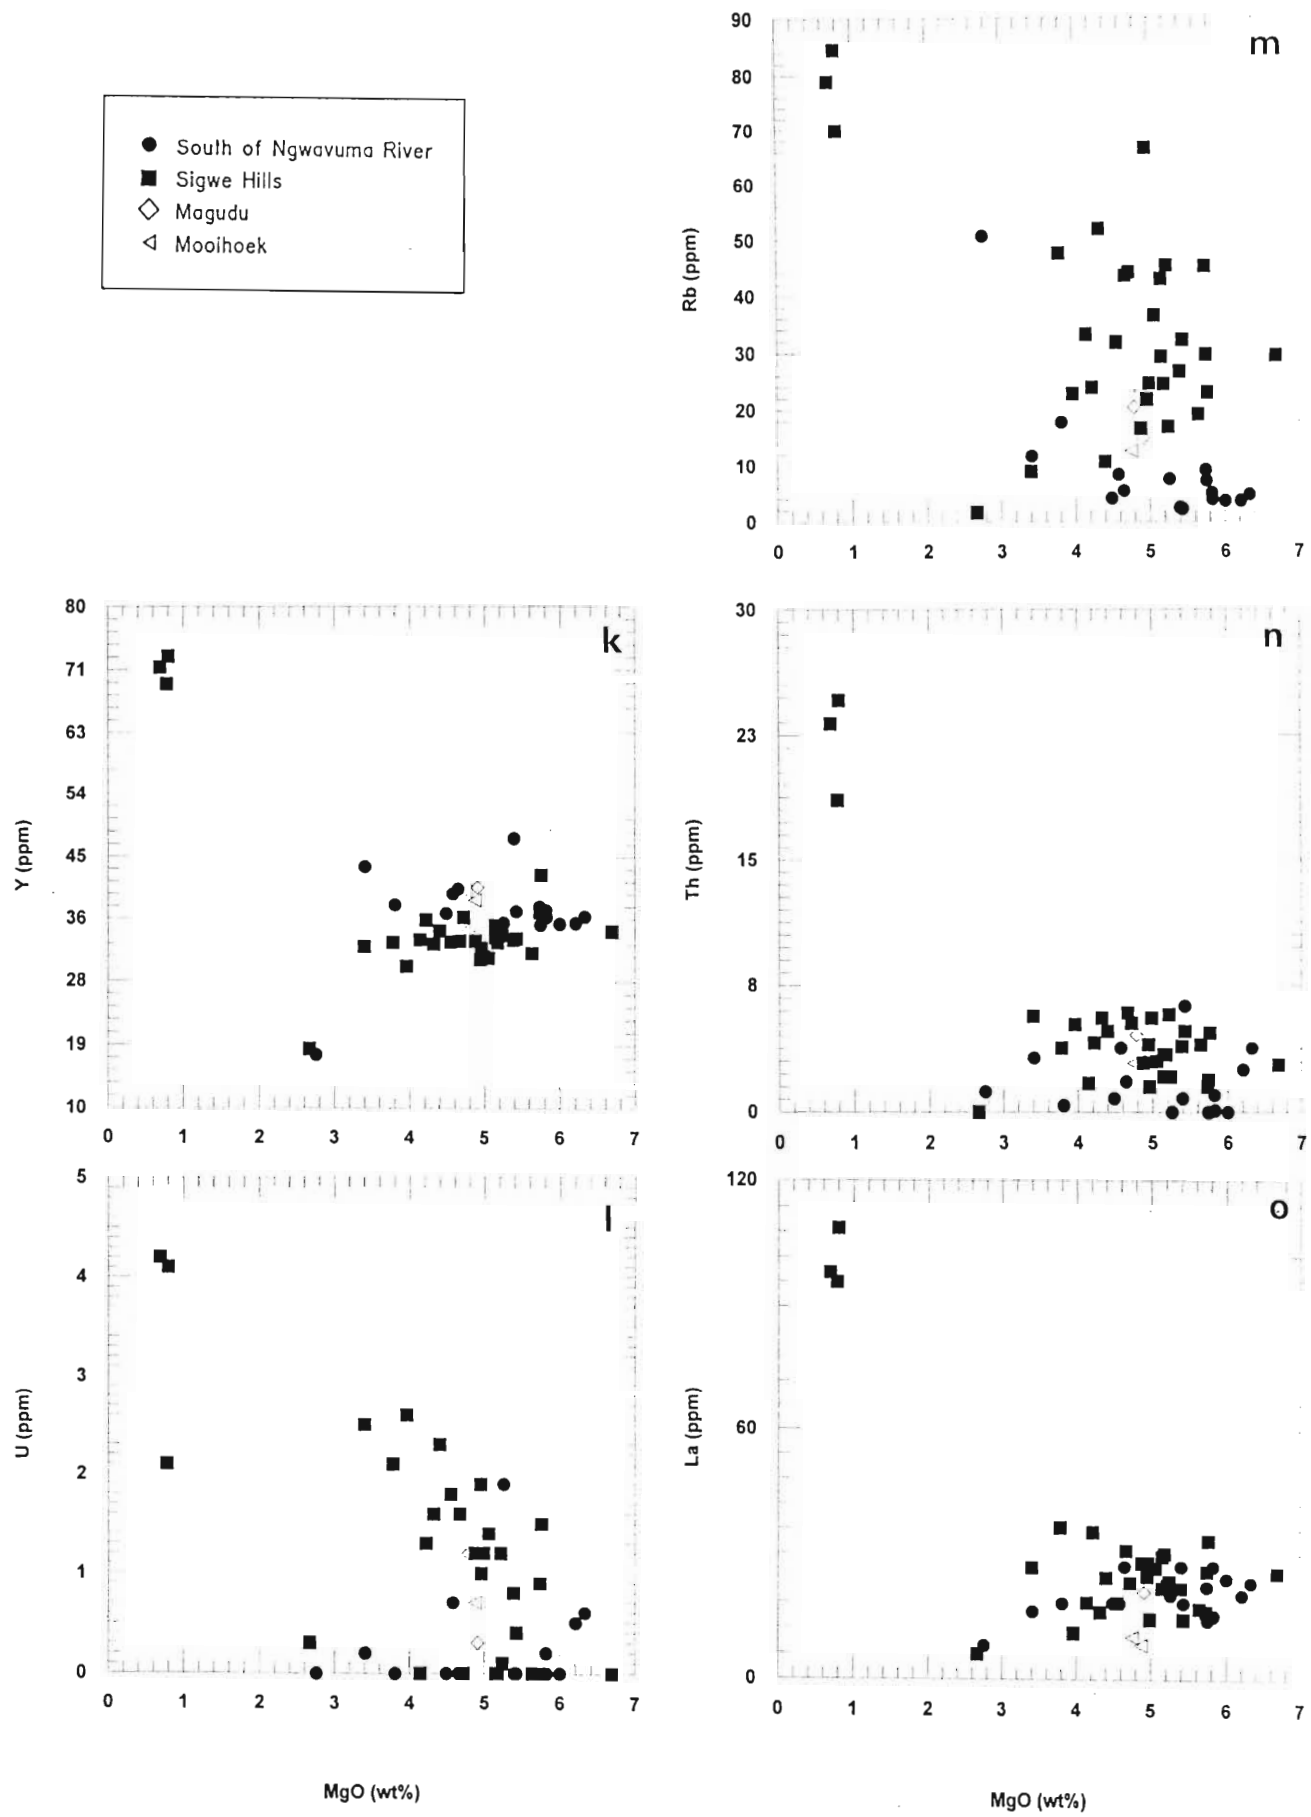 South of Ngwavuma River
Sigwe Hills
Magudu
Mooihoek
m
90
80
70
60
50
40
30
20
10
0
Rb (ppm)
0 1 2 3 4 5 6 7
k
80
71
63
54
45
36
28
19
10
Y (ppm)
0 1 2 3 4 5 6 7
n
30
23
15
8
0
Th (ppm)
0 1 2 3 4 5 6 7
l
5
4
3
2
1
0
U (ppm)
0 1 2 3 4 5 6 7
MgO (wt%)
o
120
60
0
La (ppm)
0 1 2 3 4 5 6 7
MgO (wt%)